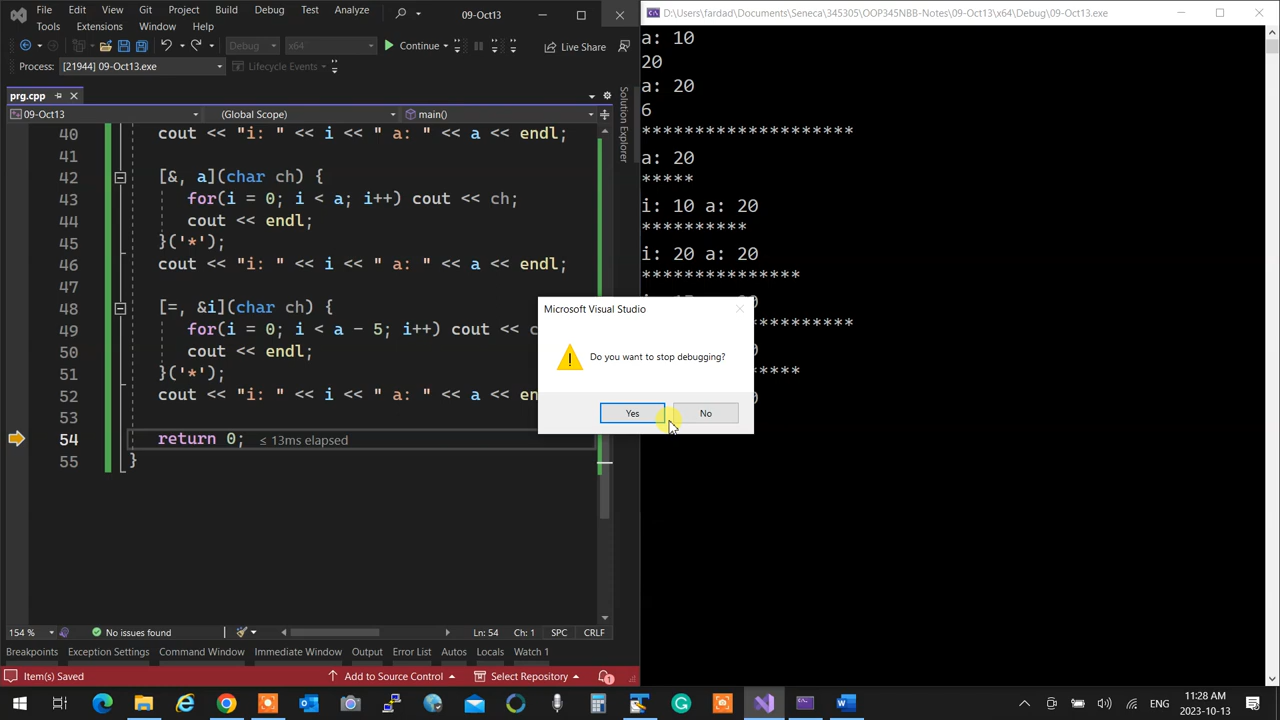 File Edit View Git Project Build Debug Test Analyze 09-Oct13
Tools Extensions Window Help
Debug x64 Continue Live Share
Process: [21944] 09-Oct13.exe Lifecycle Events
prg.cpp
09-Oct13 (Global Scope) main()
40 cout << "i: " << i << " a: " << a << endl;
41
42 [&, a](char ch) {
43 for(i = 0; i < a; i++) cout << ch;
44 cout << endl;
45 }('*');
46 cout << "i: " << i << " a: " << a << endl;
47
48 [=, &i](char ch) {
49 for(i = 0; i < a - 5; i++) cout << c
50 cout << endl;
51 }('*');
52 cout << "i: " << i << " a: " << a << en
53
54 return 0; ≤ 13ms elapsed
55 }
Solution Explorer
154 % No issues found Ln: 54 Ch: 1 SPC CRLF
Breakpoints Exception Settings Command Window Immediate Window Output Error List Autos Locals Watch 1
Item(s) Saved Add to Source Control Select Repository 1
D:\Users\fardad\Documents\Seneca\345305\OOP345NBB-Notes\09-Oct13\x64\Debug\09-Oct13.exe
a: 10
20
a: 20
6
********************
a: 20
*****
i: 10 a: 20
**********
i: 20 a: 20
***************
**********
*****
Microsoft Visual Studio
Do you want to stop debugging?
Yes No
ENG 11:28 AM
2023-10-13